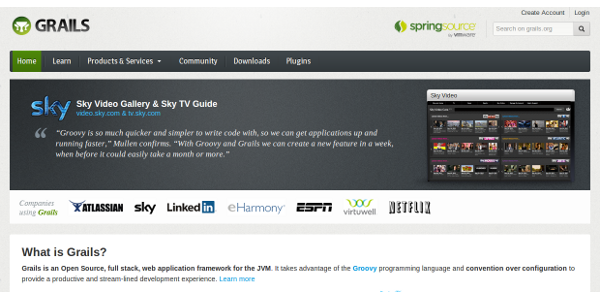 Create Account Login
GRAILS
springsource
by vmware
Search on grails.org
Home Learn Products & Services Community Downloads Plugins
sky Sky Video Gallery & Sky TV Guide
video.sky.com & tv.sky.com
“Groovy is so much quicker and simpler to write code with, so we can get applications up and
running faster,” Mullen confirms. “With Groovy and Grails we can create a new feature in a week,
when before it could easily take a month or more.”
Sky Video
Companies
using Grails
ATLASSIAN sky LinkedIn eHarmony ESPN virtuwell NETFLIX
What is Grails?
Grails is an Open Source, full stack, web application framework for the JVM. It takes advantage of the Groovy programming language and convention over configuration to
provide a productive and stream-lined development experience. Learn more